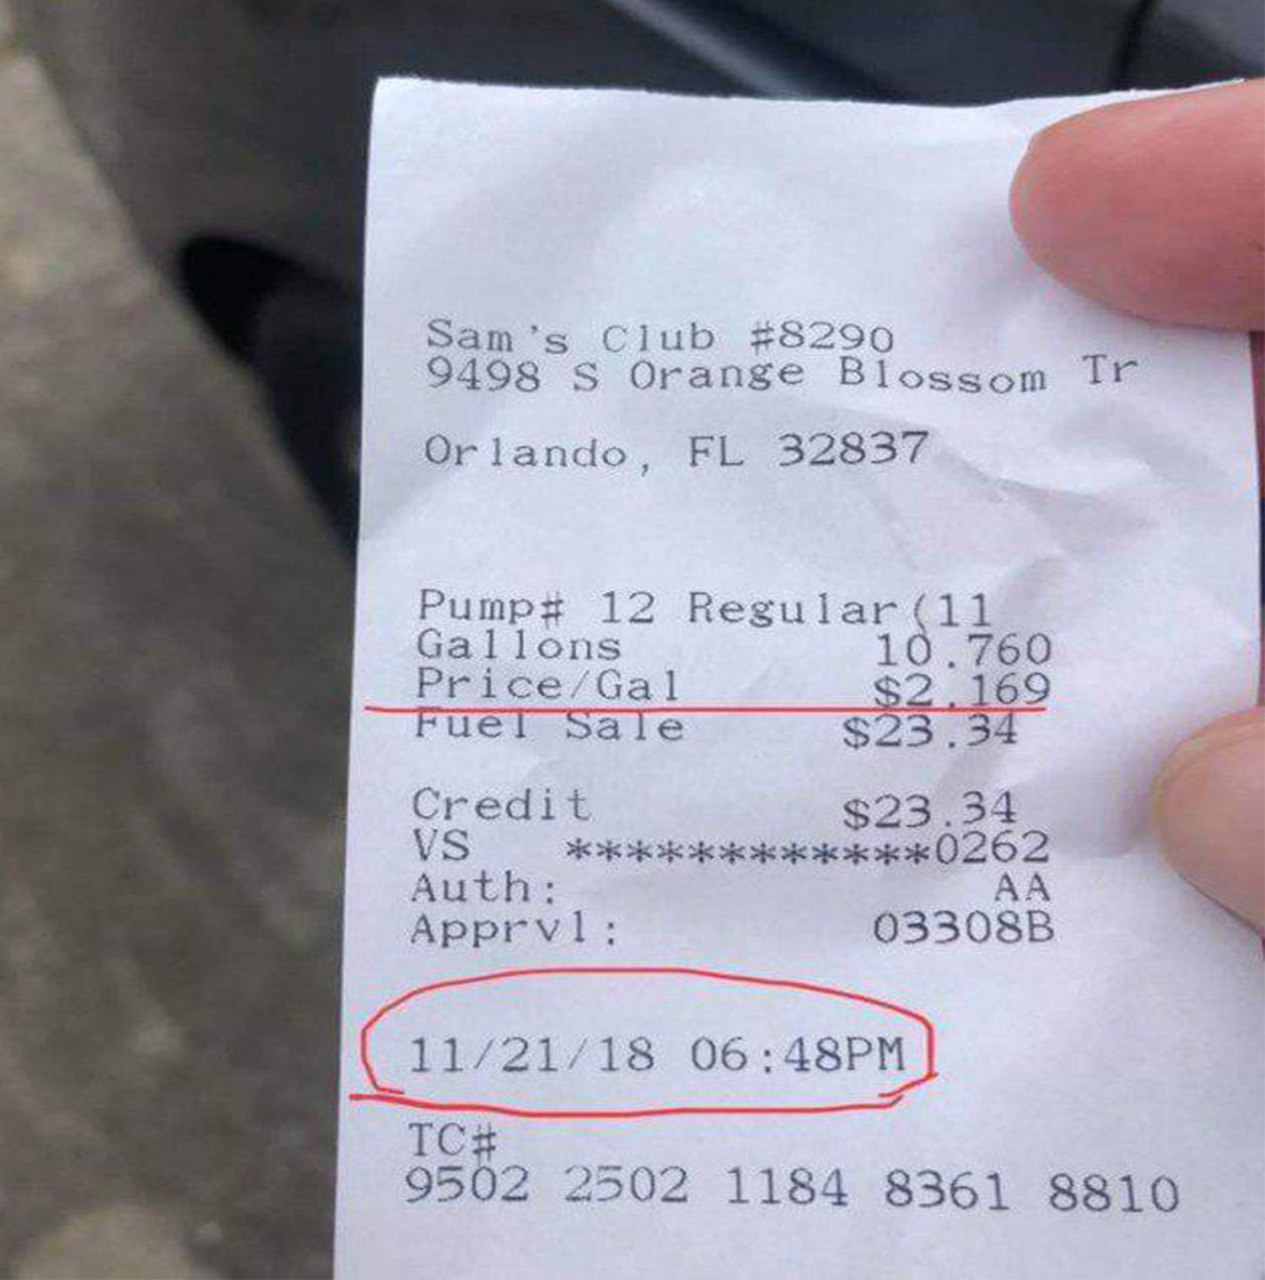 Sam's Club #8290
9498 S Orange Blossom Tr
Orlando, FL 32837
Pump# 12 Regular(11
Gallons 10.760
Price/Gal $2.169
Fuel Sale $23.34
Credit $23.34
VS ************0262
Auth: AA
Apprvl: 03308B
11/21/18 06:48PM
TC#
9502 2502 1184 8361 8810